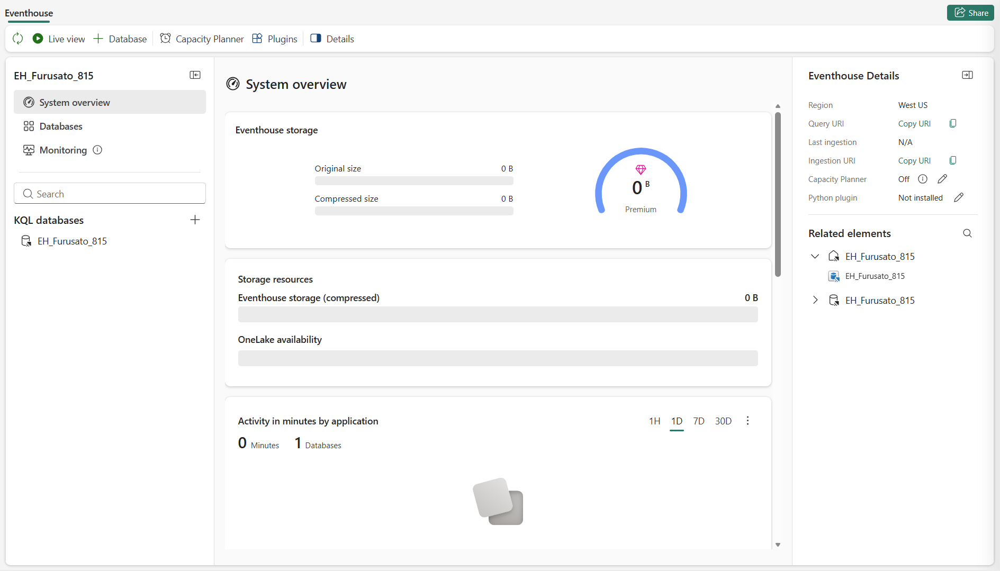 Eventhouse
Share
Live view
Database
Capacity Planner
Plugins
Details
EH_Furusato_815
System overview
Databases
Monitoring
Search
KQL databases
EH_Furusato_815
System overview
Eventhouse storage
Original size 0 B
Compressed size 0 B
0 B
Premium
Storage resources
Eventhouse storage (compressed) 0 B
OneLake availability
Activity in minutes by application
1H 1D 7D 30D
0 Minutes 1 Databases
Eventhouse Details
Region West US
Query URI Copy URI
Last ingestion N/A
Ingestion URI Copy URI
Capacity Planner Off
Python plugin Not installed
Related elements
EH_Furusato_815
EH_Furusato_815
EH_Furusato_815